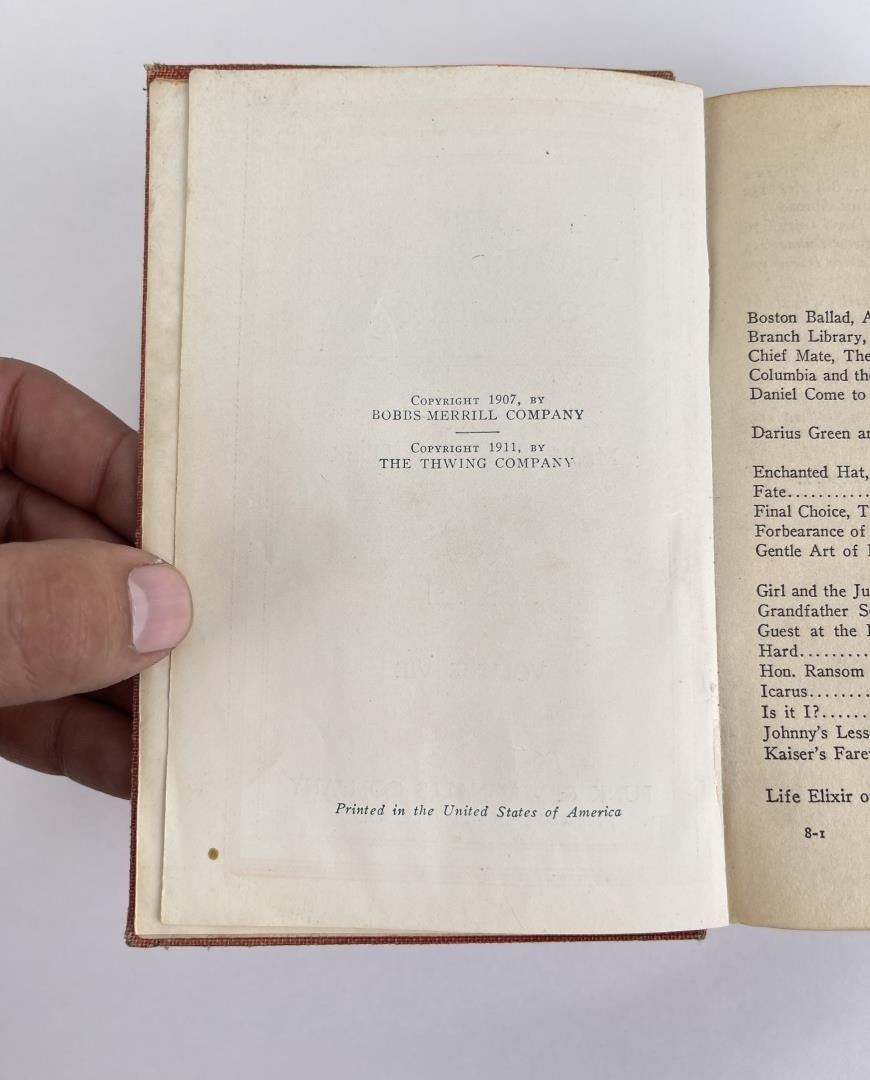 COPYRIGHT 1907, BY
BOBBS-MERRILL COMPANY
COPYRIGHT 1911, BY
THE THWING COMPANY
Printed in the United States of America
Boston Ballad, A
Branch Library,
Chief Mate, The
Columbia and the
Daniel Come to
Darius Green an
Enchanted Hat,
Fate..........
Final Choice, T
Forbearance of
Gentle Art of
Girl and the Ju
Grandfather S
Guest at the
Hard.........
Hon. Ransom
Icarus........
Is it I?.......
Johnny's Less
Kaiser's Fare
Life Elixir o
8-1